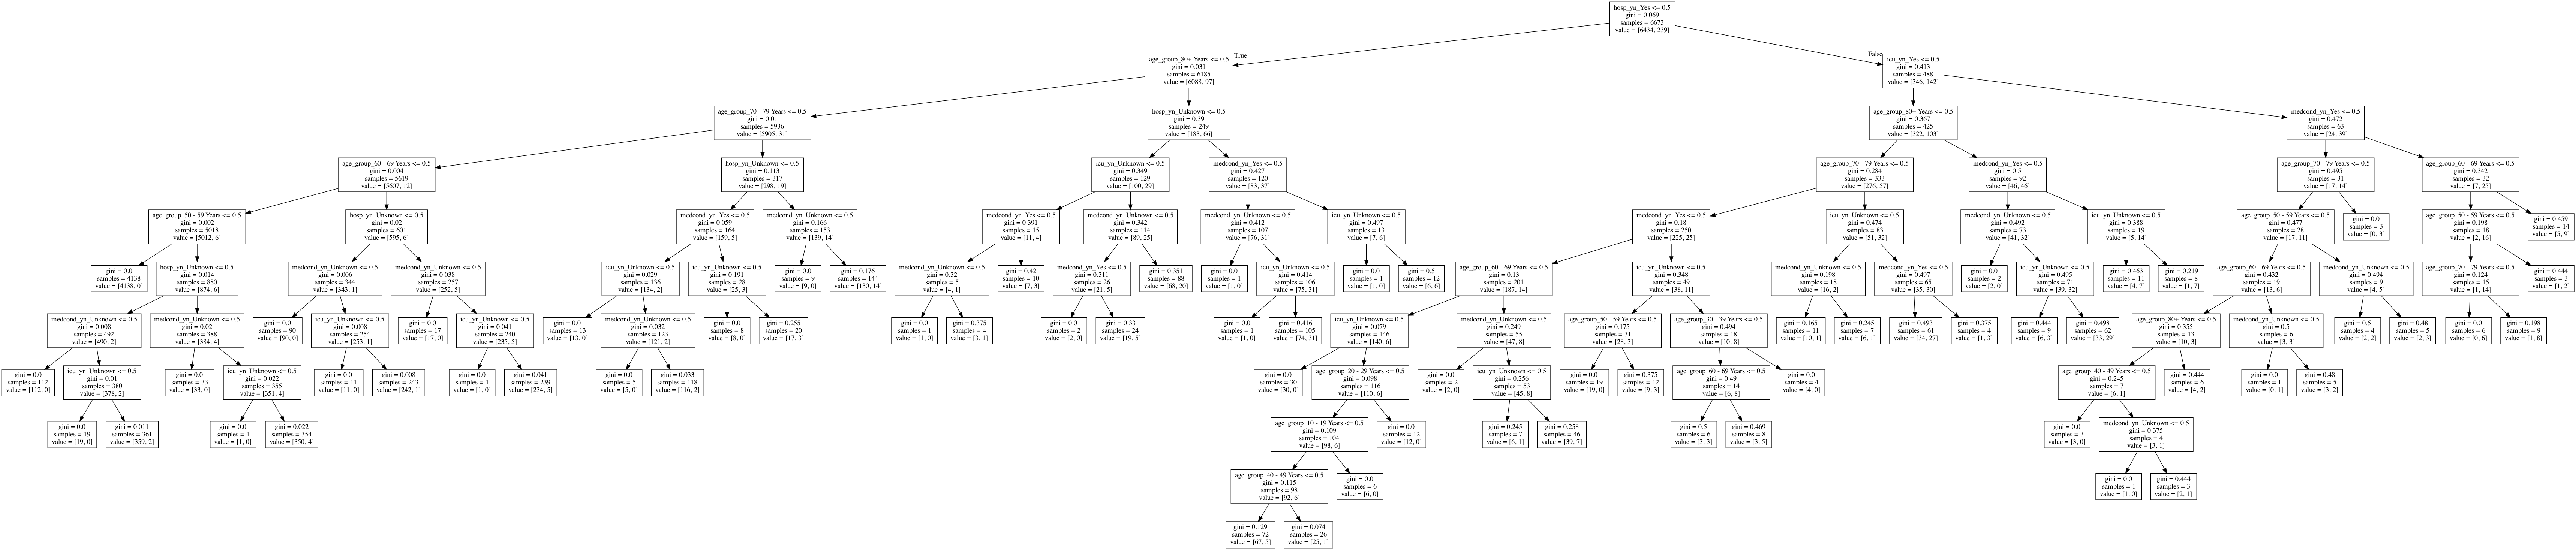 hosp_yn_Yes <= 0.5
gini = 0.069
samples = 6673
value = [6434, 239]
True
False
age_group_80+ Years <= 0.5
gini = 0.031
samples = 6185
value = [6088, 97]
icu_yn_Yes <= 0.5
gini = 0.413
samples = 488
value = [346, 142]
age_group_70 - 79 Years <= 0.5
gini = 0.01
samples = 5936
value = [5905, 31]
hosp_yn_Unknown <= 0.5
gini = 0.39
samples = 249
value = [183, 66]
age_group_80+ Years <= 0.5
gini = 0.367
samples = 425
value = [322, 103]
medcond_yn_Yes <= 0.5
gini = 0.472
samples = 63
value = [24, 39]
age_group_60 - 69 Years <= 0.5
gini = 0.004
samples = 5619
value = [5607, 12]
hosp_yn_Unknown <= 0.5
gini = 0.113
samples = 317
value = [298, 19]
icu_yn_Unknown <= 0.5
gini = 0.349
samples = 129
value = [100, 29]
medcond_yn_Yes <= 0.5
gini = 0.427
samples = 120
value = [83, 37]
age_group_70 - 79 Years <= 0.5
gini = 0.284
samples = 333
value = [276, 57]
medcond_yn_Yes <= 0.5
gini = 0.5
samples = 92
value = [46, 46]
age_group_70 - 79 Years <= 0.5
gini = 0.495
samples = 31
value = [17, 14]
age_group_60 - 69 Years <= 0.5
gini = 0.342
samples = 32
value = [7, 25]
age_group_50 - 59 Years <= 0.5
gini = 0.002
samples = 5018
value = [5012, 6]
hosp_yn_Unknown <= 0.5
gini = 0.02
samples = 601
value = [595, 6]
medcond_yn_Yes <= 0.5
gini = 0.059
samples = 164
value = [159, 5]
medcond_yn_Unknown <= 0.5
gini = 0.166
samples = 153
value = [139, 14]
medcond_yn_Yes <= 0.5
gini = 0.391
samples = 15
value = [11, 4]
medcond_yn_Unknown <= 0.5
gini = 0.342
samples = 114
value = [89, 25]
medcond_yn_Unknown <= 0.5
gini = 0.412
samples = 107
value = [76, 31]
icu_yn_Unknown <= 0.5
gini = 0.497
samples = 13
value = [7, 6]
medcond_yn_Yes <= 0.5
gini = 0.18
samples = 250
value = [225, 25]
icu_yn_Unknown <= 0.5
gini = 0.474
samples = 83
value = [51, 32]
medcond_yn_Unknown <= 0.5
gini = 0.492
samples = 73
value = [41, 32]
icu_yn_Unknown <= 0.5
gini = 0.388
samples = 19
value = [5, 14]
age_group_50 - 59 Years <= 0.5
gini = 0.477
samples = 28
value = [17, 11]
gini = 0.0
samples = 3
value = [0, 3]
age_group_50 - 59 Years <= 0.5
gini = 0.198
samples = 18
value = [2, 16]
gini = 0.459
samples = 14
value = [5, 9]
gini = 0.0
samples = 4138
value = [4138, 0]
hosp_yn_Unknown <= 0.5
gini = 0.014
samples = 880
value = [874, 6]
medcond_yn_Unknown <= 0.5
gini = 0.006
samples = 344
value = [343, 1]
medcond_yn_Unknown <= 0.5
gini = 0.038
samples = 257
value = [252, 5]
icu_yn_Unknown <= 0.5
gini = 0.029
samples = 136
value = [134, 2]
icu_yn_Unknown <= 0.5
gini = 0.191
samples = 28
value = [25, 3]
gini = 0.0
samples = 9
value = [9, 0]
gini = 0.176
samples = 144
value = [130, 14]
medcond_yn_Unknown <= 0.5
gini = 0.32
samples = 5
value = [4, 1]
gini = 0.42
samples = 10
value = [7, 3]
medcond_yn_Yes <= 0.5
gini = 0.311
samples = 26
value = [21, 5]
gini = 0.351
samples = 88
value = [68, 20]
gini = 0.0
samples = 1
value = [1, 0]
icu_yn_Unknown <= 0.5
gini = 0.414
samples = 106
value = [75, 31]
gini = 0.0
samples = 1
value = [1, 0]
gini = 0.5
samples = 12
value = [6, 6]
age_group_60 - 69 Years <= 0.5
gini = 0.13
samples = 201
value = [187, 14]
icu_yn_Unknown <= 0.5
gini = 0.348
samples = 49
value = [38, 11]
medcond_yn_Unknown <= 0.5
gini = 0.198
samples = 18
value = [16, 2]
medcond_yn_Yes <= 0.5
gini = 0.497
samples = 65
value = [35, 30]
gini = 0.0
samples = 2
value = [2, 0]
icu_yn_Unknown <= 0.5
gini = 0.495
samples = 71
value = [39, 32]
gini = 0.463
samples = 11
value = [4, 7]
gini = 0.219
samples = 8
value = [1, 7]
age_group_60 - 69 Years <= 0.5
gini = 0.432
samples = 19
value = [13, 6]
medcond_yn_Unknown <= 0.5
gini = 0.494
samples = 9
value = [4, 5]
age_group_70 - 79 Years <= 0.5
gini = 0.124
samples = 15
value = [1, 14]
gini = 0.444
samples = 3
value = [1, 2]
medcond_yn_Unknown <= 0.5
gini = 0.008
samples = 492
value = [490, 2]
medcond_yn_Unknown <= 0.5
gini = 0.02
samples = 388
value = [384, 4]
gini = 0.0
samples = 90
value = [90, 0]
icu_yn_Unknown <= 0.5
gini = 0.008
samples = 254
value = [253, 1]
gini = 0.0
samples = 17
value = [17, 0]
icu_yn_Unknown <= 0.5
gini = 0.041
samples = 240
value = [235, 5]
gini = 0.0
samples = 13
value = [13, 0]
medcond_yn_Unknown <= 0.5
gini = 0.032
samples = 123
value = [121, 2]
gini = 0.0
samples = 8
value = [8, 0]
gini = 0.255
samples = 20
value = [17, 3]
gini = 0.0
samples = 1
value = [1, 0]
gini = 0.375
samples = 4
value = [3, 1]
gini = 0.0
samples = 2
value = [2, 0]
gini = 0.33
samples = 24
value = [19, 5]
gini = 0.0
samples = 1
value = [1, 0]
gini = 0.416
samples = 105
value = [74, 31]
icu_yn_Unknown <= 0.5
gini = 0.079
samples = 146
value = [140, 6]
medcond_yn_Unknown <= 0.5
gini = 0.249
samples = 55
value = [47, 8]
age_group_50 - 59 Years <= 0.5
gini = 0.175
samples = 31
value = [28, 3]
age_group_30 - 39 Years <= 0.5
gini = 0.494
samples = 18
value = [10, 8]
gini = 0.165
samples = 11
value = [10, 1]
gini = 0.245
samples = 7
value = [6, 1]
gini = 0.493
samples = 61
value = [34, 27]
gini = 0.375
samples = 4
value = [1, 3]
gini = 0.444
samples = 9
value = [6, 3]
gini = 0.498
samples = 62
value = [33, 29]
age_group_80+ Years <= 0.5
gini = 0.355
samples = 13
value = [10, 3]
medcond_yn_Unknown <= 0.5
gini = 0.5
samples = 6
value = [3, 3]
gini = 0.5
samples = 4
value = [2, 2]
gini = 0.48
samples = 5
value = [2, 3]
gini = 0.0
samples = 6
value = [0, 6]
gini = 0.198
samples = 9
value = [1, 8]
gini = 0.0
samples = 112
value = [112, 0]
icu_yn_Unknown <= 0.5
gini = 0.01
samples = 380
value = [378, 2]
gini = 0.0
samples = 33
value = [33, 0]
icu_yn_Unknown <= 0.5
gini = 0.022
samples = 355
value = [351, 4]
gini = 0.0
samples = 11
value = [11, 0]
gini = 0.008
samples = 243
value = [242, 1]
gini = 0.0
samples = 1
value = [1, 0]
gini = 0.041
samples = 239
value = [234, 5]
gini = 0.0
samples = 5
value = [5, 0]
gini = 0.033
samples = 118
value = [116, 2]
gini = 0.0
samples = 30
value = [30, 0]
age_group_20 - 29 Years <= 0.5
gini = 0.098
samples = 116
value = [110, 6]
gini = 0.0
samples = 2
value = [2, 0]
icu_yn_Unknown <= 0.5
gini = 0.256
samples = 53
value = [45, 8]
gini = 0.0
samples = 19
value = [19, 0]
gini = 0.375
samples = 12
value = [9, 3]
age_group_60 - 69 Years <= 0.5
gini = 0.49
samples = 14
value = [6, 8]
gini = 0.0
samples = 4
value = [4, 0]
age_group_40 - 49 Years <= 0.5
gini = 0.245
samples = 7
value = [6, 1]
gini = 0.444
samples = 6
value = [4, 2]
gini = 0.0
samples = 1
value = [0, 1]
gini = 0.48
samples = 5
value = [3, 2]
gini = 0.0
samples = 19
value = [19, 0]
gini = 0.011
samples = 361
value = [359, 2]
gini = 0.0
samples = 1
value = [1, 0]
gini = 0.022
samples = 354
value = [350, 4]
age_group_10 - 19 Years <= 0.5
gini = 0.109
samples = 104
value = [98, 6]
gini = 0.0
samples = 12
value = [12, 0]
gini = 0.245
samples = 7
value = [6, 1]
gini = 0.258
samples = 46
value = [39, 7]
gini = 0.5
samples = 6
value = [3, 3]
gini = 0.469
samples = 8
value = [3, 5]
gini = 0.0
samples = 3
value = [3, 0]
medcond_yn_Unknown <= 0.5
gini = 0.375
samples = 4
value = [3, 1]
age_group_40 - 49 Years <= 0.5
gini = 0.115
samples = 98
value = [92, 6]
gini = 0.0
samples = 6
value = [6, 0]
gini = 0.0
samples = 1
value = [1, 0]
gini = 0.444
samples = 3
value = [2, 1]
gini = 0.129
samples = 72
value = [67, 5]
gini = 0.074
samples = 26
value = [25, 1]